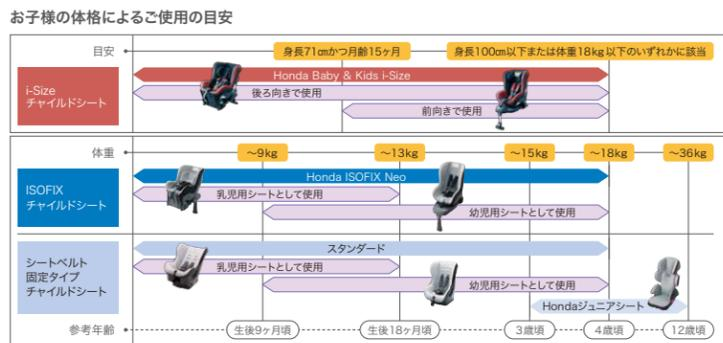 お子様の体格によるご使用の目安
目安
身長71cmかつ月齢15ヶ月
身長100cm以下または体重18kg以下のいずれかに該当
i-Size
チャイルドシート
Honda Baby & Kids i-Size
後ろ向きで使用
前向きで使用
体重
〜9kg
〜13kg
〜15kg
〜18kg
〜36kg
ISOFIX
チャイルドシート
Honda ISOFIX Neo
乳児用シートとして使用
幼児用シートとして使用
シートベルト
固定タイプ
チャイルドシート
スタンダード
乳児用シートとして使用
幼児用シートとして使用
Hondaジュニアシート
参考年齢
生後9ヶ月頃
生後18ヶ月頃
3歳頃
4歳頃
12歳頃